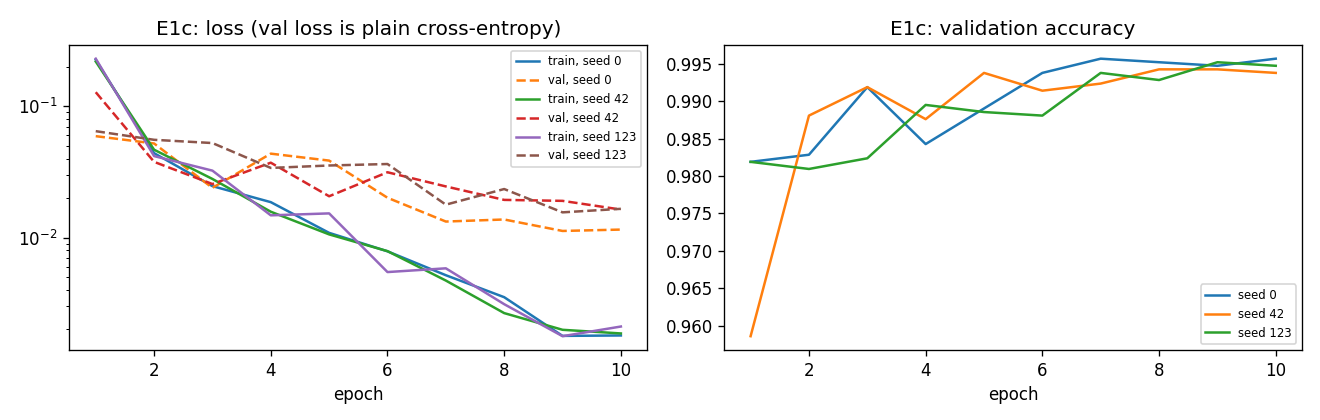 E1c: loss (val loss is plain cross-entropy)
10⁻¹
10⁻²
train, seed 0
val, seed 0
train, seed 42
val, seed 42
train, seed 123
val, seed 123
2 4 6 8 10
epoch
E1c: validation accuracy
0.995
0.990
0.985
0.980
0.975
0.970
0.965
0.960
seed 0
seed 42
seed 123
2 4 6 8 10
epoch